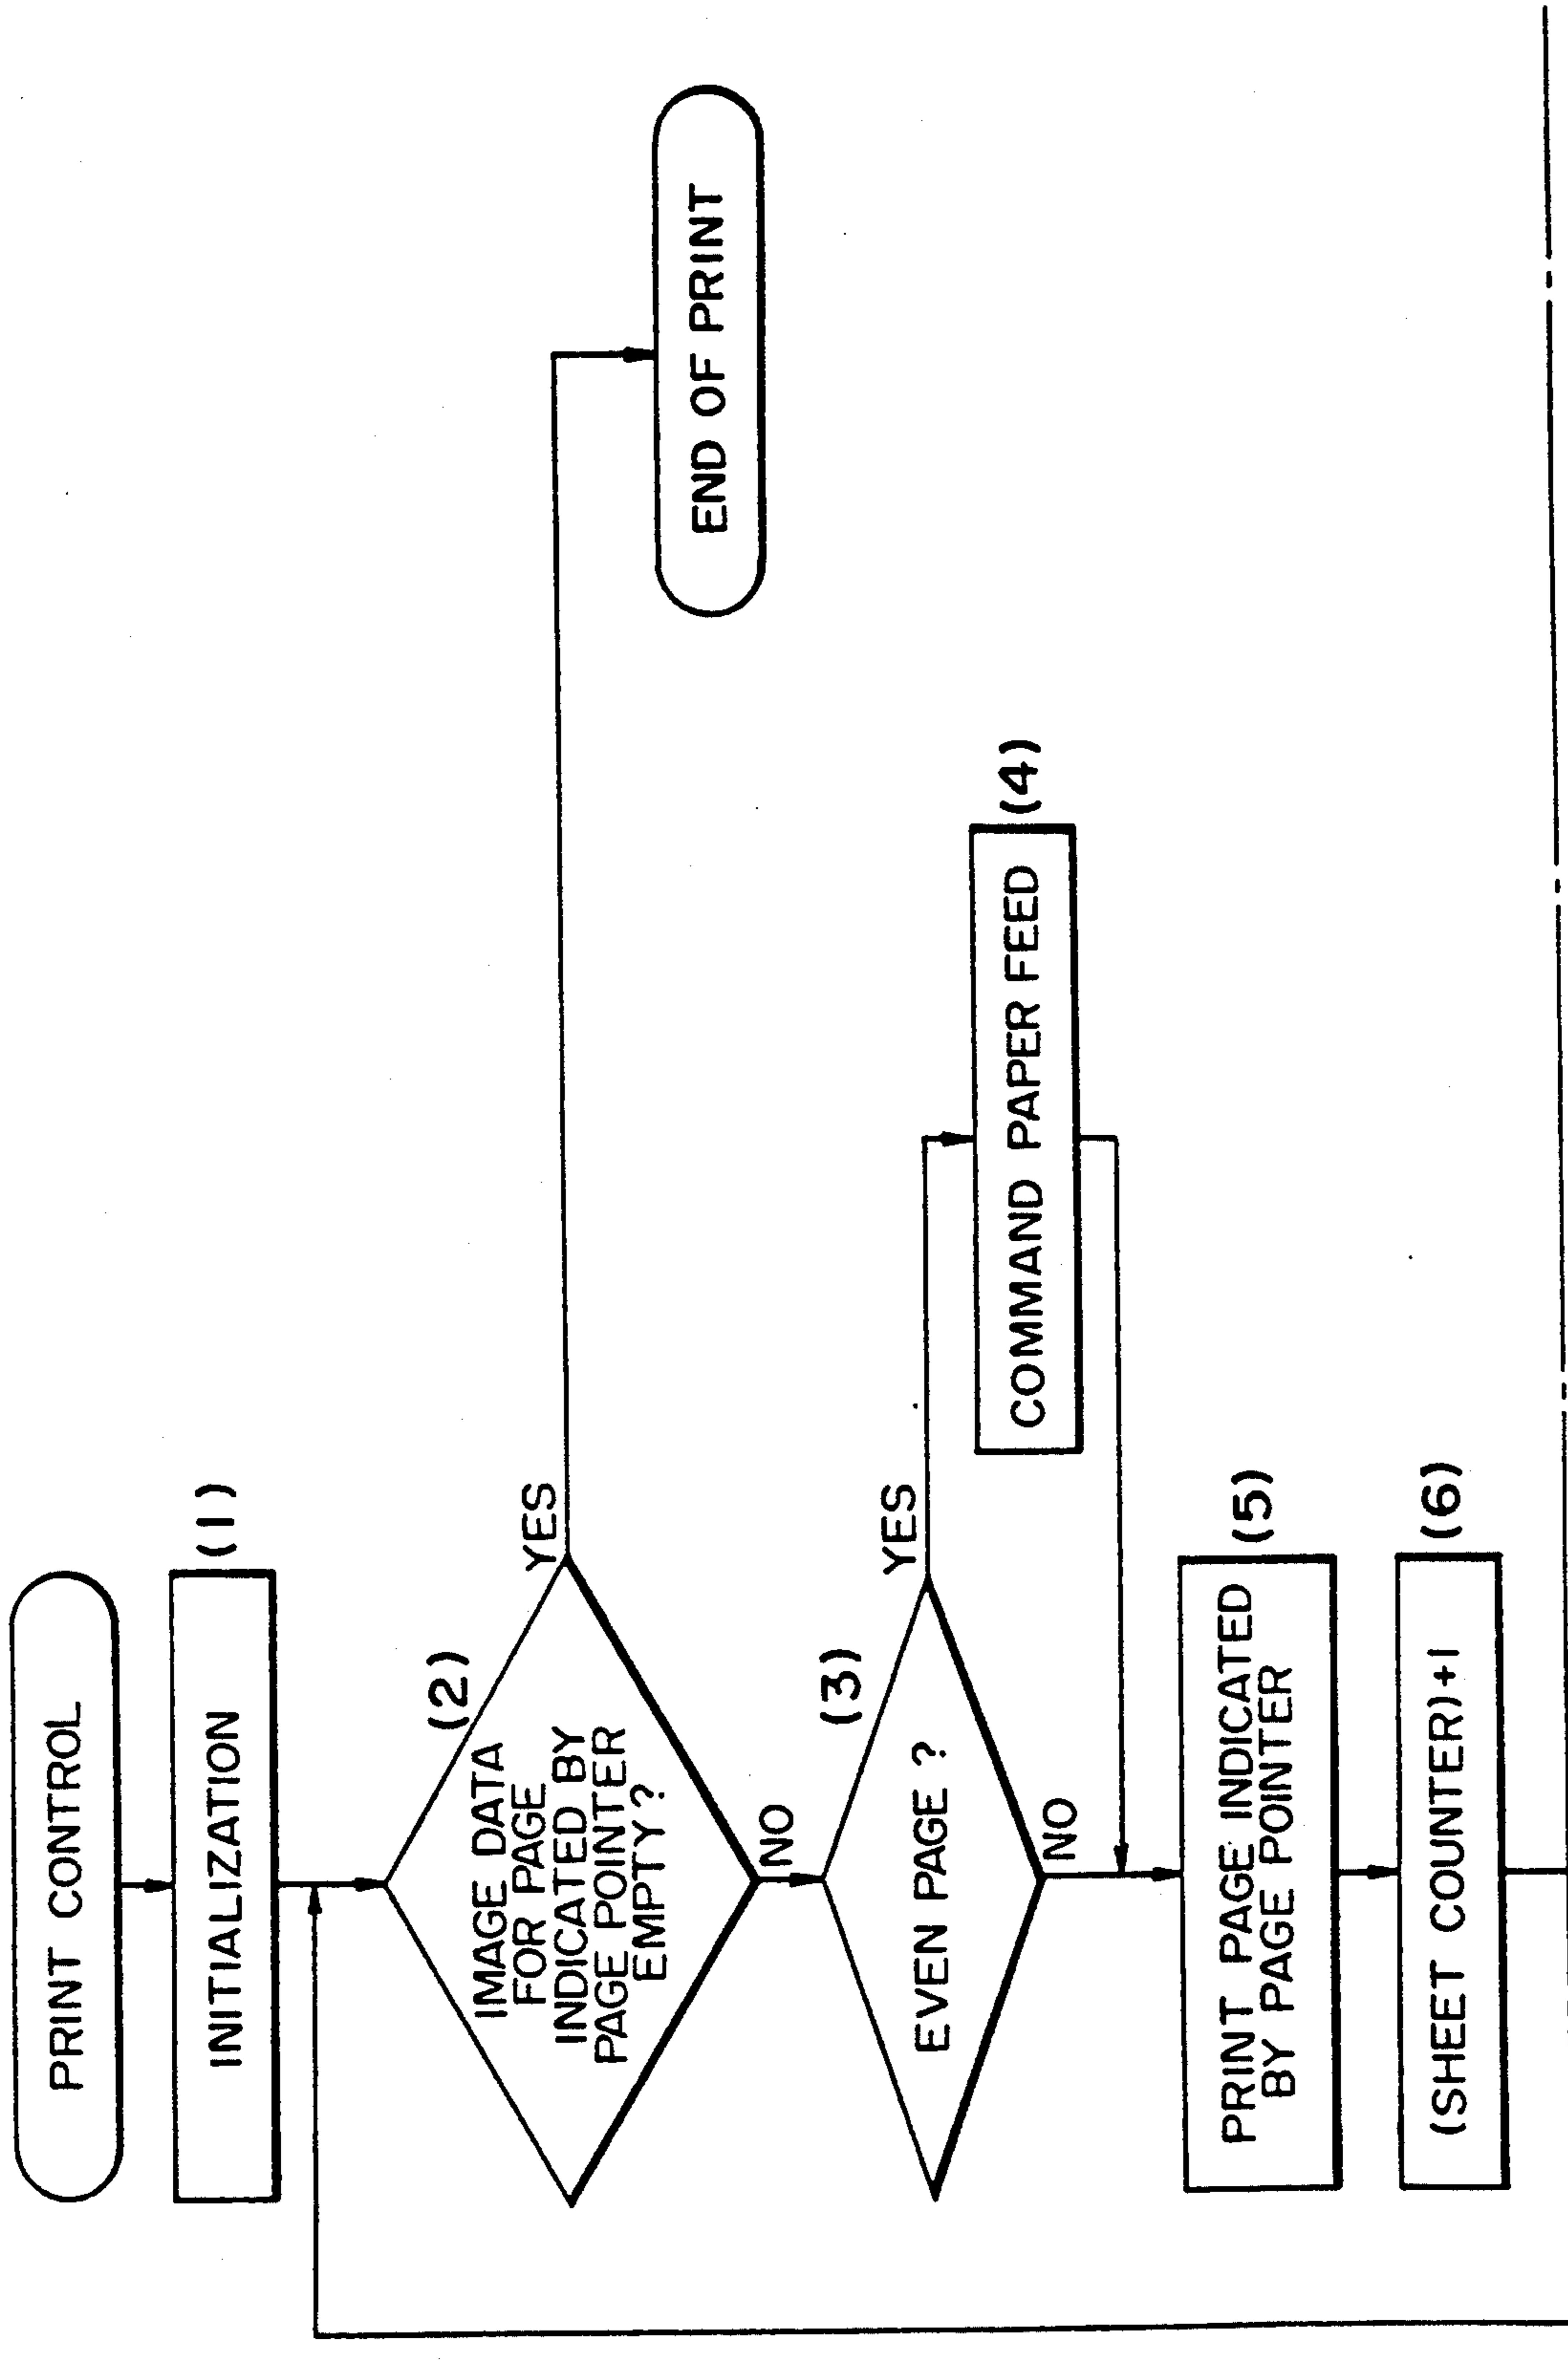 PRINT CONTROL
INITIALIZATION
(1)
(2)
IMAGE DATA
FOR PAGE
INDICATED BY
PAGE POINTER
EMPTY?
YES
NO
END OF PRINT
(3)
EVEN PAGE ?
YES
NO
COMMAND PAPER FEED
(4)
PRINT PAGE INDICATED
BY PAGE POINTER
(5)
(SHEET COUNTER)+1
(6)